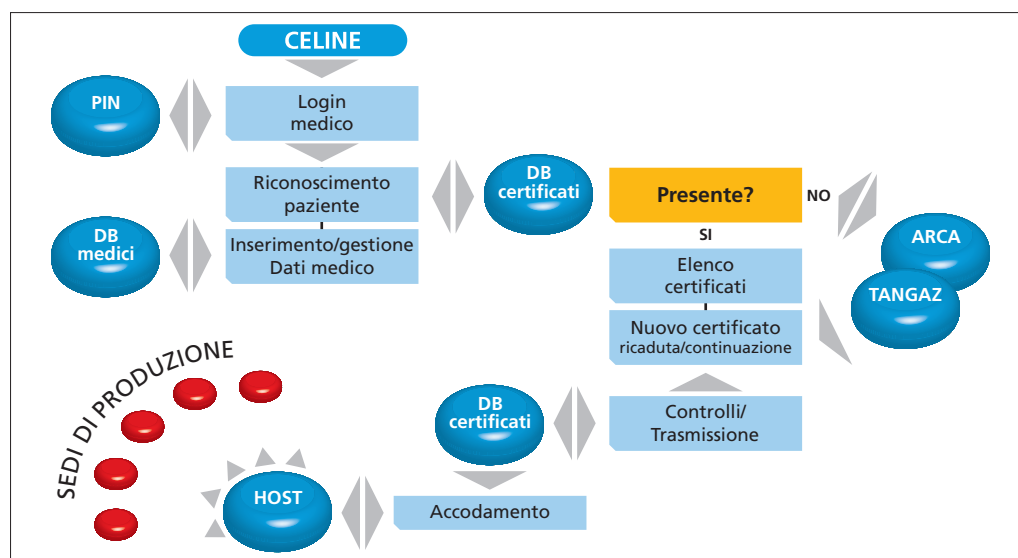 CELINE
PIN
Login
medico
Riconoscimento
paziente
DB
certificati
Presente?
NO
SI
DB
medici
Inserimento/gestione
Dati medico
Elenco
certificati
ARCA
TANGAZ
Nuovo certificato
ricaduta/continuazione
SEDI DI PRODUZIONE
DB
certificati
Controlli/
Trasmissione
HOST
Accodamento